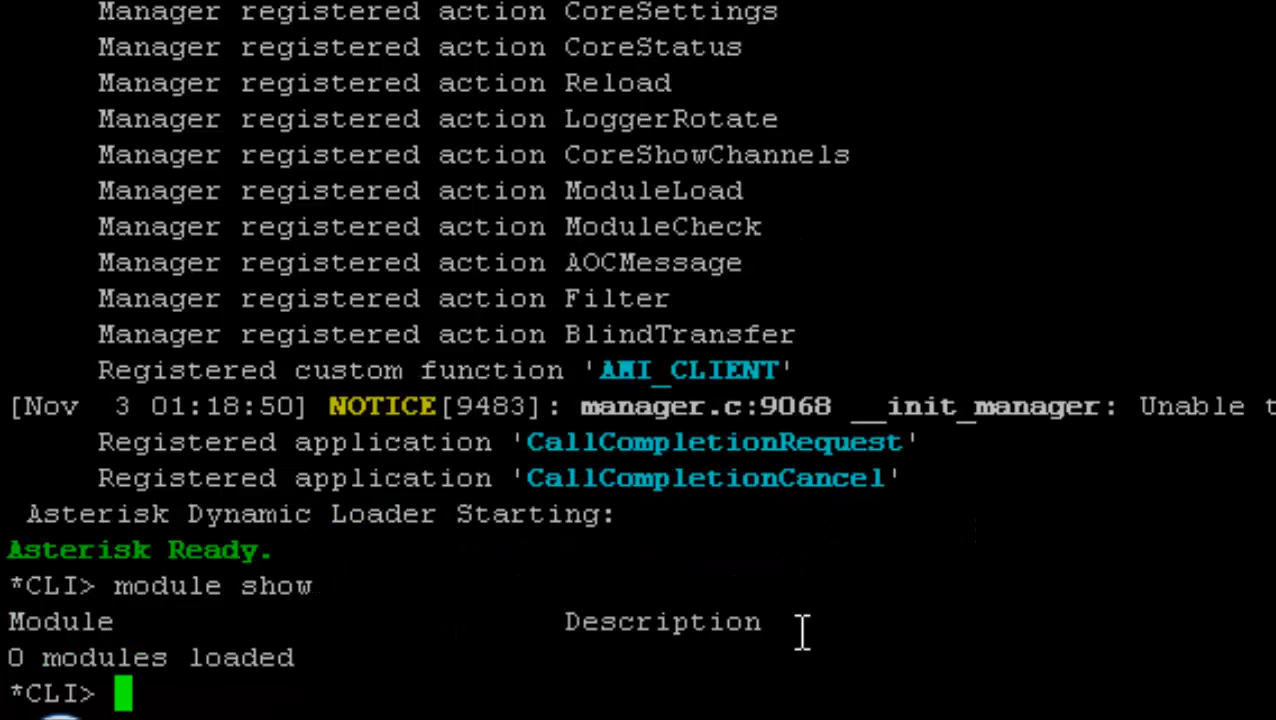 Manager registered action CoreSettings
Manager registered action CoreStatus
Manager registered action Reload
Manager registered action LoggerRotate
Manager registered action CoreShowChannels
Manager registered action ModuleLoad
Manager registered action ModuleCheck
Manager registered action AOCMessage
Manager registered action Filter
Manager registered action BlindTransfer
Registered custom function 'AMI_CLIENT'
[Nov  3 01:18:50] NOTICE[9483]: manager.c:9068 __init_manager: Unable t
Registered application 'CallCompletionRequest'
Registered application 'CallCompletionCancel'
Asterisk Dynamic Loader Starting:
Asterisk Ready.
*CLI> module show
Module Description
0 modules loaded
*CLI>